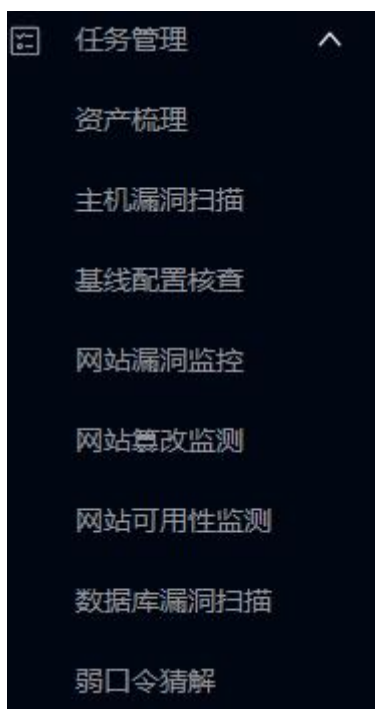 任务管理
资产梳理
主机漏洞扫描
基线配置核查
网站漏洞监控
网站篡改监测
网站可用性监测
数据库漏洞扫描
弱口令猜解